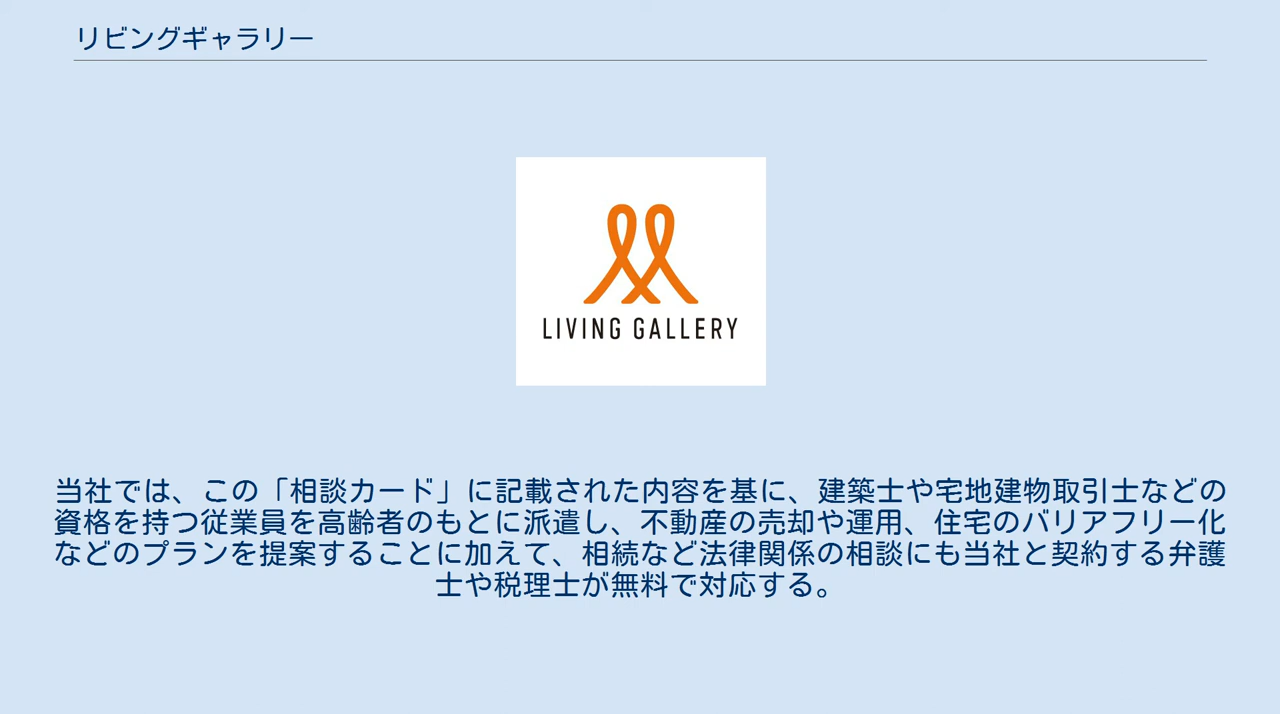 リビングギャラリー
LIVING GALLERY
当社では、この「相談カード」に記載された内容を基に、建築士や宅地建物取引士などの
資格を持つ従業員を高齢者のもとに派遣し、不動産の売却や運用、住宅のバリアフリー化
などのプランを提案することに加えて、相続など法律関係の相談にも当社と契約する弁護
士や税理士が無料で対応する。